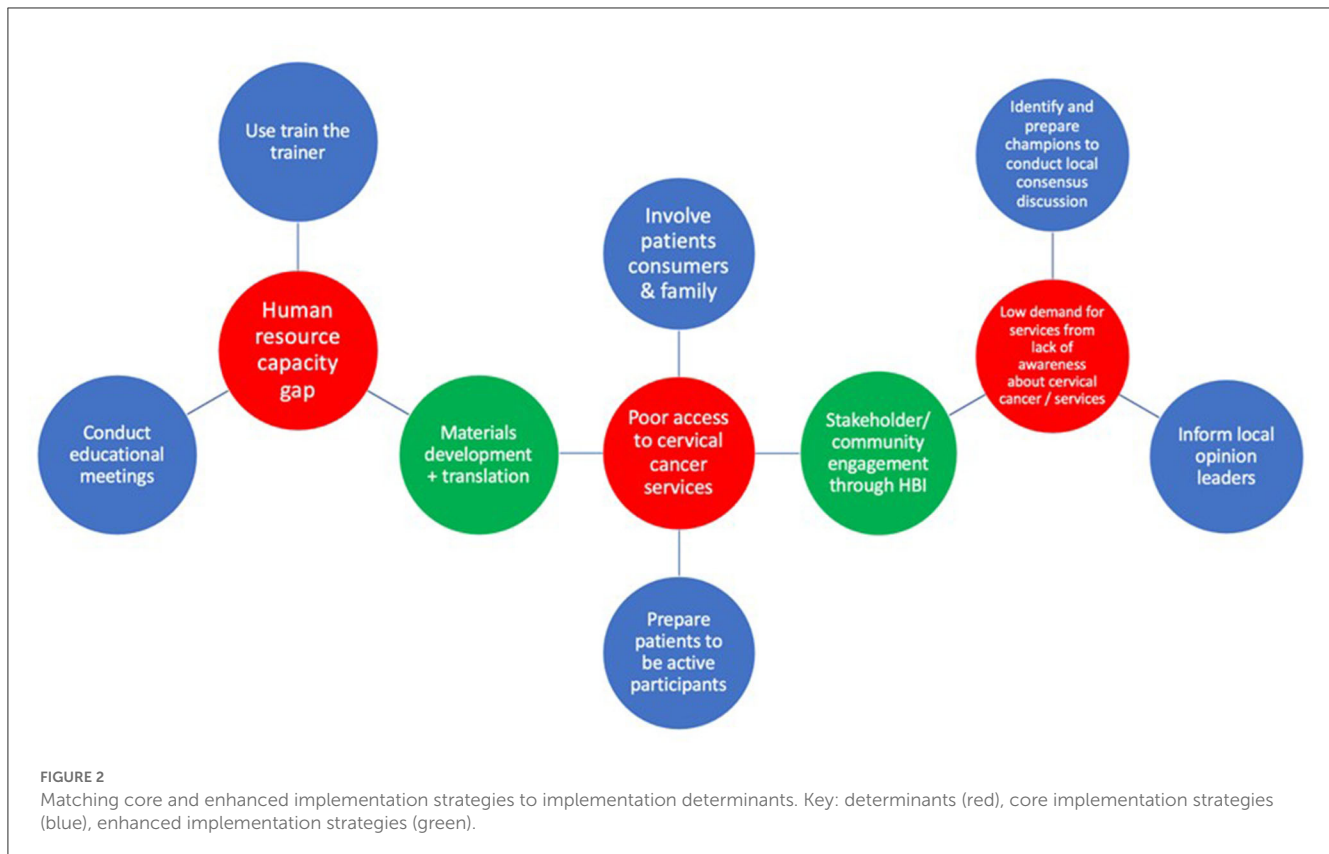 Use train the
trainer
Human
resource
capacity
gap
Conduct
educational
meetings
Materials
development
+ translation
Involve
patients
consumers
& family
Poor access
to cervical
cancer
services
Prepare
patients to
be active
participants
Stakeholder/
community
engagement
through HBI
Identify and
prepare
champions to
conduct local
consensus
discussion
Low demand for
services from
lack of
awareness
about cervical
cancer / services
Inform local
opinion
leaders
FIGURE 2
Matching core and enhanced implementation strategies to implementation determinants. Key: determinants (red), core implementation strategies
(blue), enhanced implementation strategies (green).